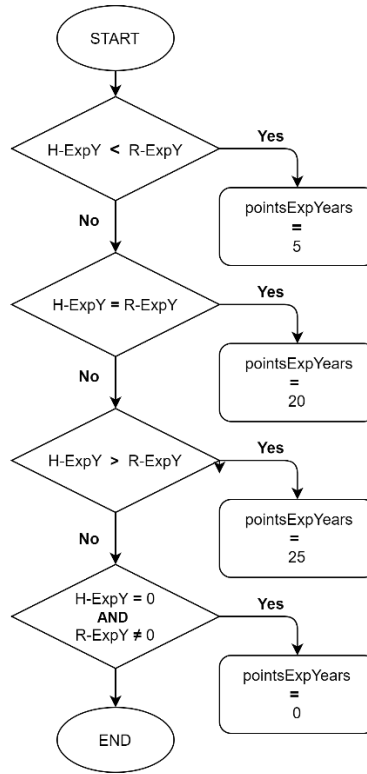 START
H-ExpY < R-ExpY
Yes
pointsExpYears
=
5
No
H-ExpY = R-ExpY
Yes
pointsExpYears
=
20
No
H-ExpY > R-ExpY
Yes
pointsExpYears
=
25
No
H-ExpY = 0
AND
R-ExpY ≠ 0
Yes
pointsExpYears
=
0
END